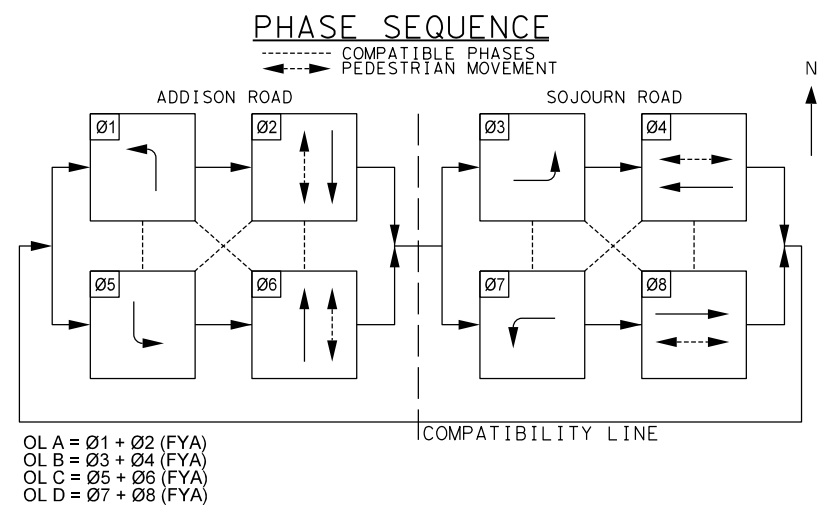 PHASE SEQUENCE
COMPATIBLE PHASES
PEDESTRIAN MOVEMENT
N
ADDISON ROAD
SOJOURN ROAD
Ø1
Ø2
Ø3
Ø4
Ø5
Ø6
Ø7
Ø8
COMPATIBILITY LINE
OL A = Ø1 + Ø2 (FYA)
OL B = Ø3 + Ø4 (FYA)
OL C = Ø5 + Ø6 (FYA)
OL D = Ø7 + Ø8 (FYA)